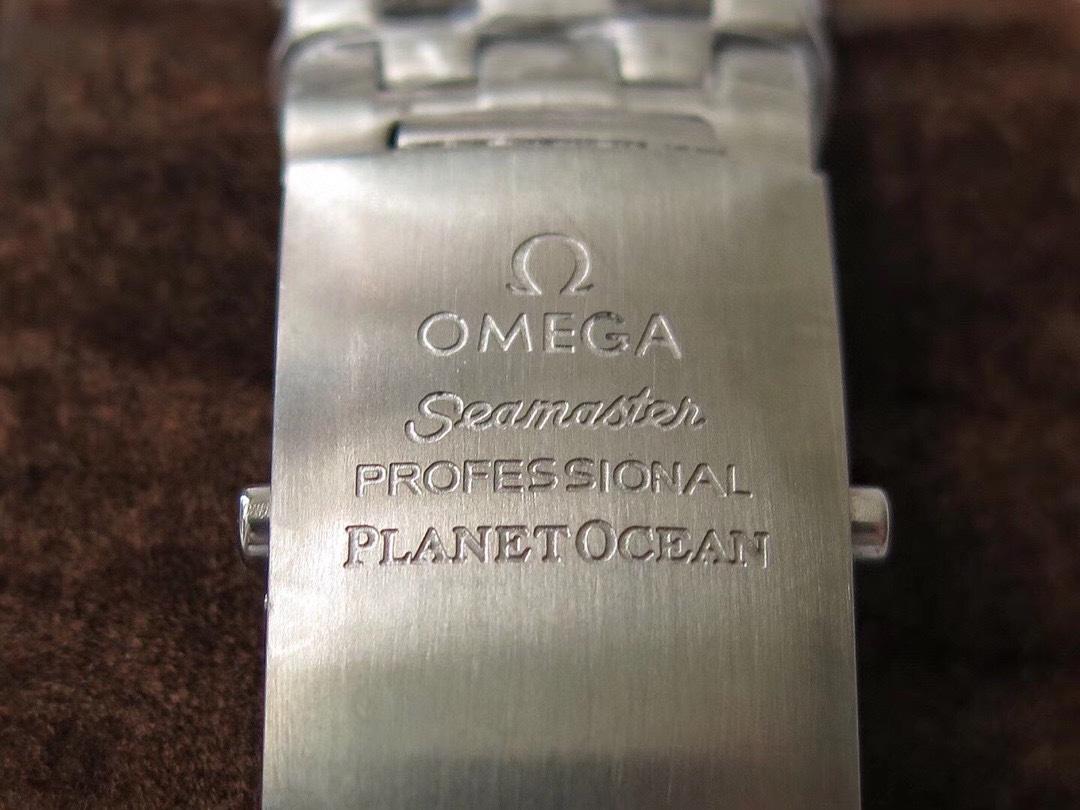 Ω
OMEGA
Seamaster
PROFESSIONAL
PLANET OCEAN